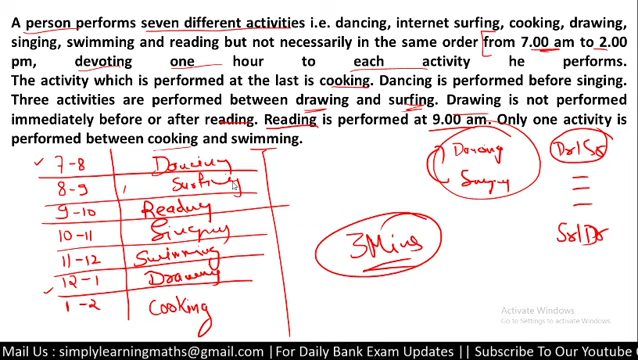 A person performs seven different activities i.e. dancing, internet surfing, cooking, drawing,
singing, swimming and reading but not necessarily in the same order from 7.00 am to 2.00
pm, devoting one hour to each activity he performs.
The activity which is performed at the last is cooking. Dancing is performed before singing.
Three activities are performed between drawing and surfing. Drawing is not performed
immediately before or after reading. Reading is performed at 9.00 am. Only one activity is
performed between cooking and swimming.
7-8 Dancing
8-9 Surfing
9-10 Reading
10-11 Singing
11-12 Swimming
12-1 Drawing
1-2 Cooking
3 Mins
Dancing
Singing
Dr/Sr
Sr/Dr
Activate Windows
Go to Settings to activate Windows.
Mail Us : simplylearningmaths@gmail.com | For Daily Bank Exam Updates || Subscribe To Our Youtube